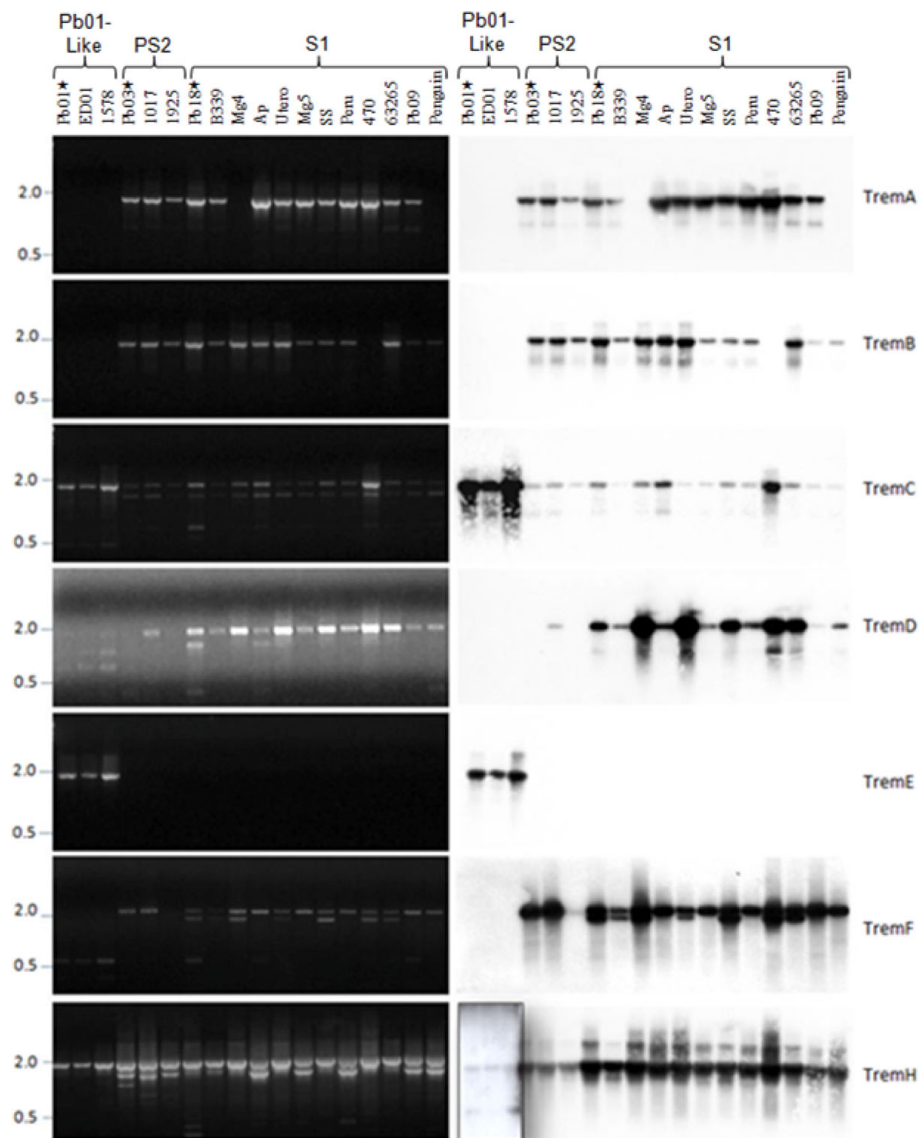 Pb01-
Like PS2 S1
Pb01-
Like PS2 S1
Pb01* ED01 1578 Pb03* 1017 1925 Pb18* B339 Mg4 Ap Utero Mg5 SS Peru 470 63265 Pb09 Penguin
Pb01* ED01 1578 Pb03* 1017 1925 Pb18* B339 Mg4 Ap Utero Mg5 SS Peru 470 63265 Pb09 Penguin
2.0
0.5
TremA
2.0
0.5
TremB
2.0
0.5
TremC
2.0
0.5
TremD
2.0
0.5
TremE
2.0
0.5
TremF
2.0
0.5
TremH